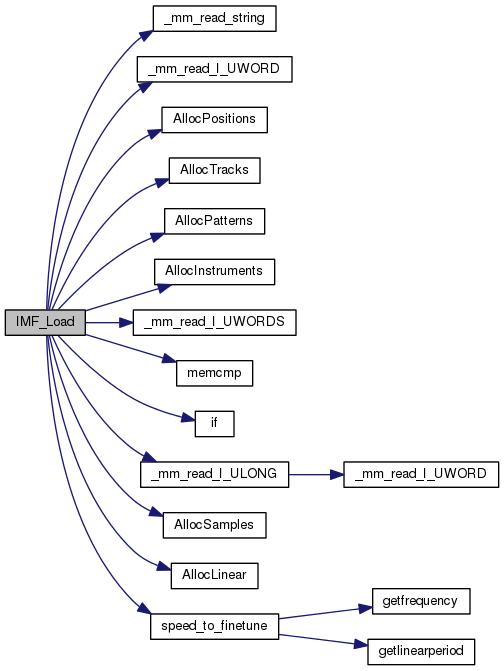 _mm_read_string
_mm_read_I_UWORD
AllocPositions
AllocTracks
AllocPatterns
AllocInstruments
IMF_Load
_mm_read_I_UWORDS
memcmp
if
_mm_read_I_ULONG
_mm_read_I_UWORD
AllocSamples
AllocLinear
getfrequency
speed_to_finetune
getlinearperiod